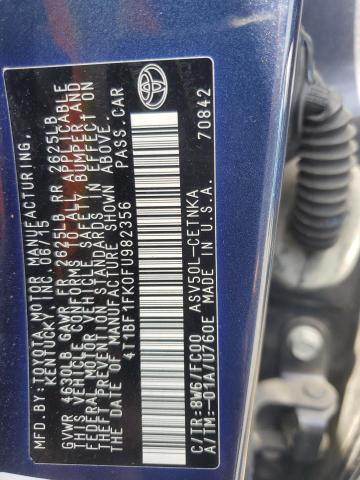 MFD.BY:TOYOTA MOTOR MANUFACTURING,
KENTUCKY, INC. 06/15
GVWR 4630LB GAWR FR 2625LB RR 2625LB
THIS VEHICLE CONFORMS TO ALL APPLICABLE
FEDERAL MOTOR VEHICLE SAFETY, BUMPER, AND
THEFT PREVENTION STANDARDS IN EFFECT ON
THE DATE OF MANUFACTURE SHOWN ABOVE.
4T1BF1FK0FU982356 PASS.CAR
C/TR:8W6/FC00 ASV50L-CETNKA
A/TM:-01A/U760E MADE IN U.S.A.
70842